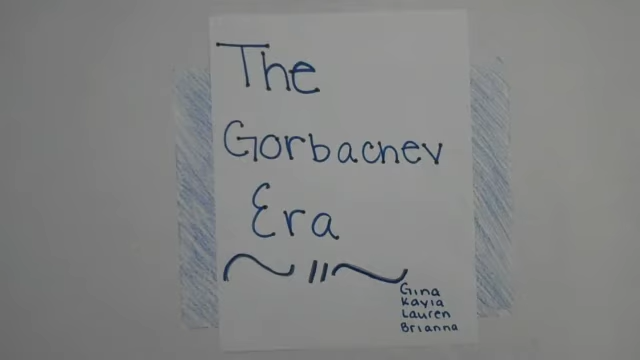 The
Gorbachev
Era
Gina
Kayla
Lauren
Brianna